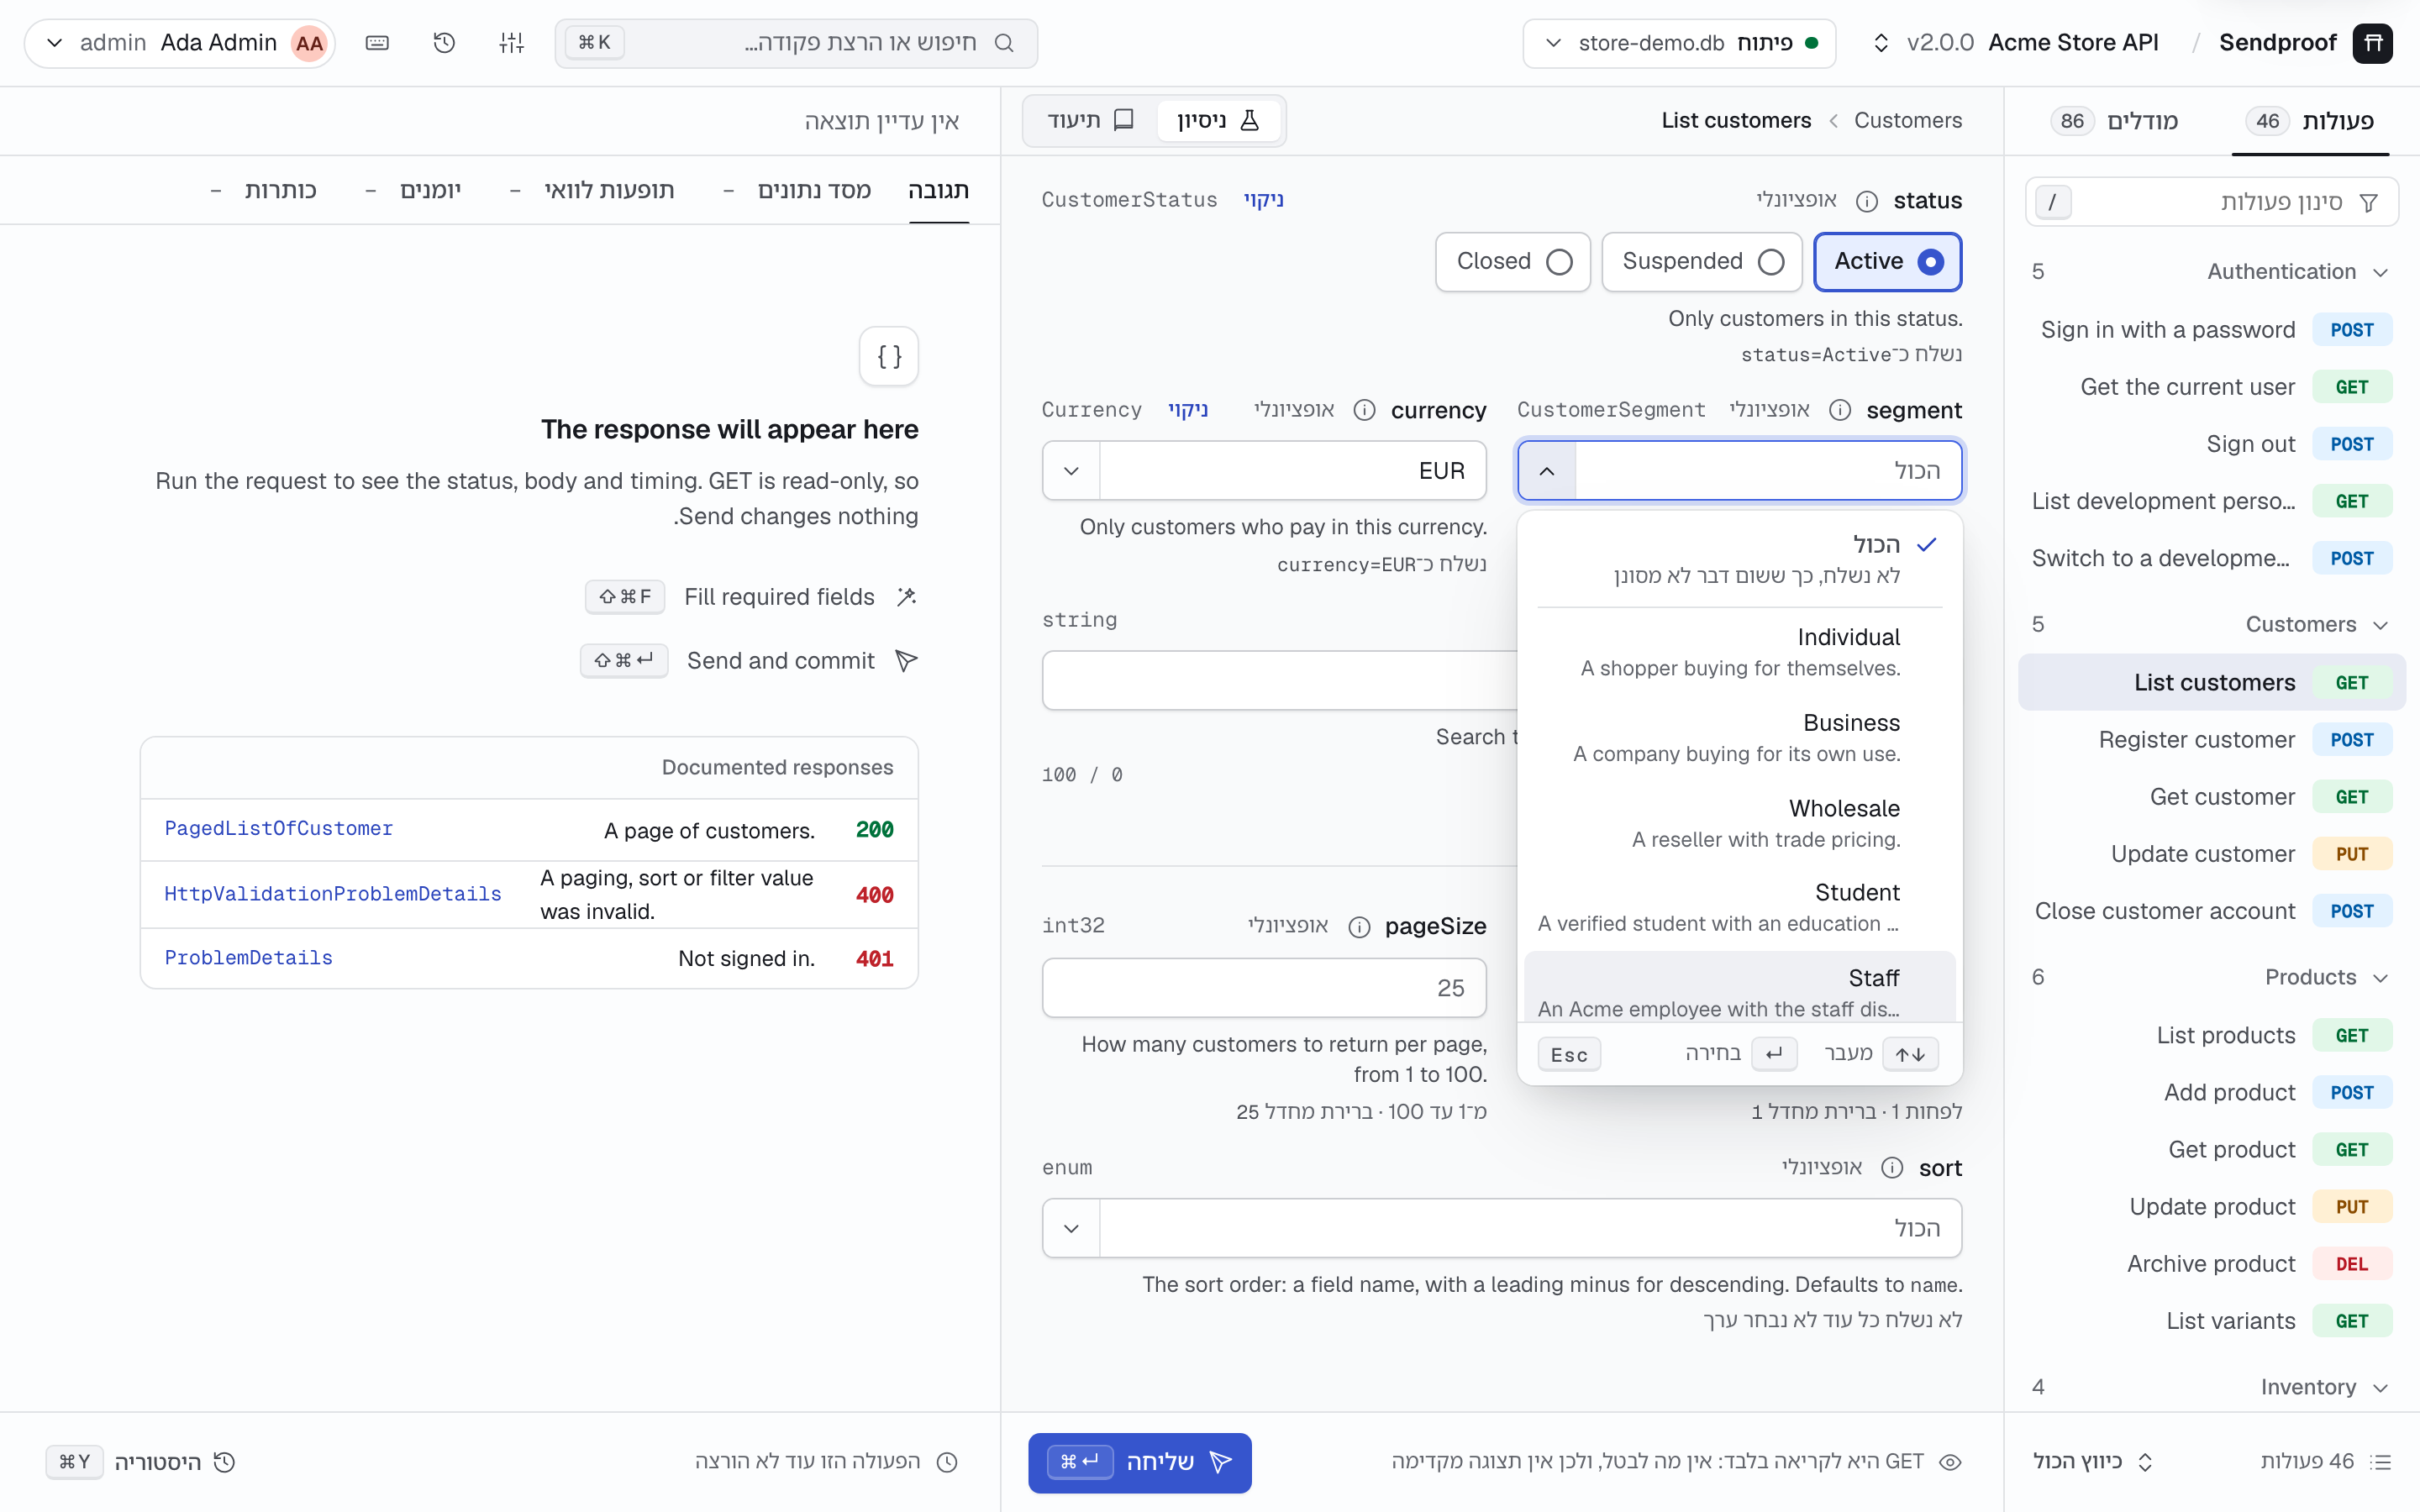 Sendproof / Acme Store API v2.0.0
פיתוח store-demo.db
חיפוש או הרצת פקודה... ⌘K
AA Ada Admin admin
פעולות 46
מודלים 86
סינון פעולות /
Authentication 5
POST Sign in with a password
GET Get the current user
POST Sign out
GET List development perso...
POST Switch to a developme...
Customers 5
GET List customers
POST Register customer
GET Get customer
PUT Update customer
POST Close customer account
Products 6
GET List products
POST Add product
GET Get product
PUT Update product
DEL Archive product
GET List variants
Inventory 4
46 פעולות
כיווץ הכול
Customers
List customers
ניסיון
תיעוד
status אופציונלי ניקוי CustomerStatus
Active
Suspended
Closed
Only customers in this status.
נשלח כ־status=Active
segment אופציונלי CustomerSegment
הכול
הכול
לא נשלח, כך ששום דבר לא מסונן
Individual
A shopper buying for themselves.
Business
A company buying for its own use.
Wholesale
A reseller with trade pricing.
Student
A verified student with an education ...
Staff
An Acme employee with the staff dis...
↑↓ מעבר ↵ בחירה Esc
currency אופציונלי ניקוי Currency
EUR
Only customers who pay in this currency.
נשלח כ־currency=EUR
string
Search
100 / 0
לפחות 1 · ברירת מחדל 1
pageSize אופציונלי int32
25
How many customers to return per page,
from 1 to 100.
מ־1 עד 100 · ברירת מחדל 25
sort אופציונלי enum
הכול
The sort order: a field name, with a leading minus for descending. Defaults to name.
לא נשלח כל עוד לא נבחר ערך
GET היא לקריאה בלבד: אין מה לבטל, ולכן אין תצוגה מקדימה
שליחה ⌘↵
אין עדיין תוצאה
תגובה
מסד נתונים –
תופעות לוואי –
יומנים –
כותרות –
{ }
The response will appear here
Run the request to see the status, body and timing. GET is read-only, so
Send changes nothing.
Fill required fields ⇧⌘F
Send and commit ⇧⌘↵
Documented responses
200 A page of customers. PagedListOfCustomer
400 A paging, sort or filter value
was invalid. HttpValidationProblemDetails
401 Not signed in. ProblemDetails
הפעולה הזו עוד לא הורצה
היסטוריה ⌘Y